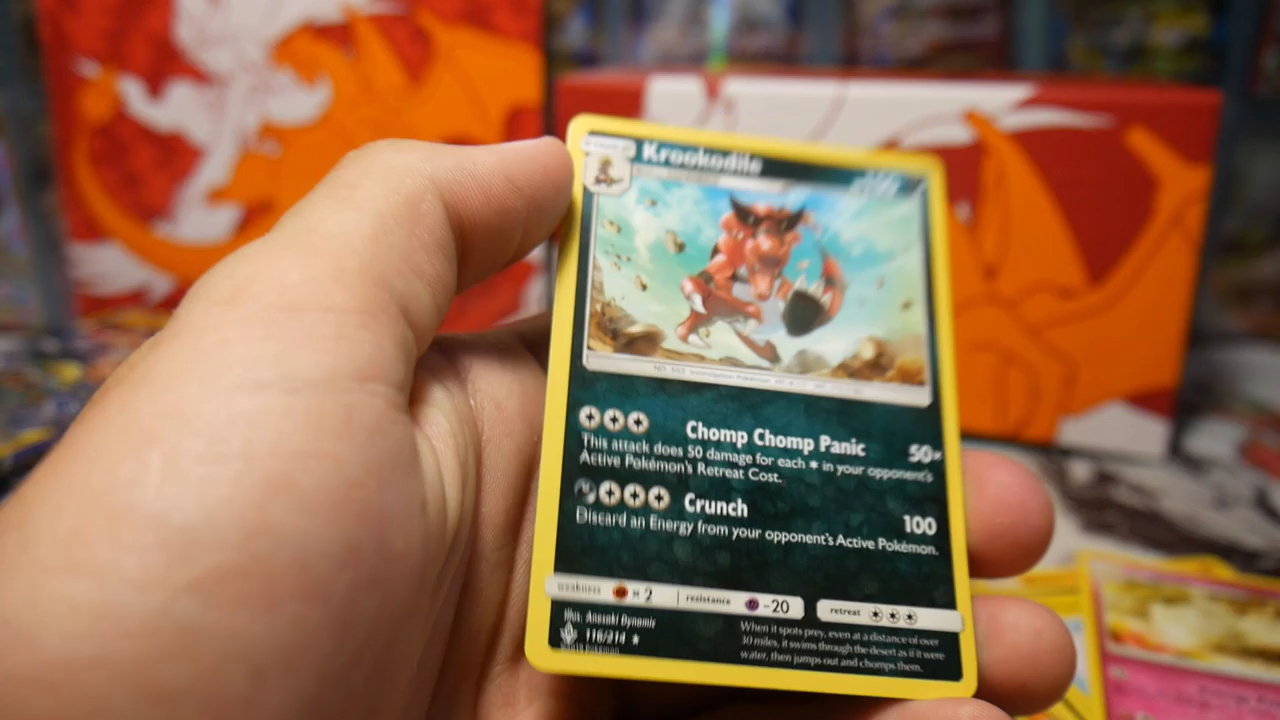 Krookodile
Chomp Chomp Panic 50×
This attack does 50 damage for each in your opponent's
Active Pokémon's Retreat Cost.
Crunch 100
Discard an Energy from your opponent's Active Pokémon.
weakness × 2 resistance -20 retreat
Illus. Anesaki Dynamic
116/214 ★
When it spots prey, even at a distance of over
30 miles, it swims through the desert as if it were
water, then jumps out and chomps them.